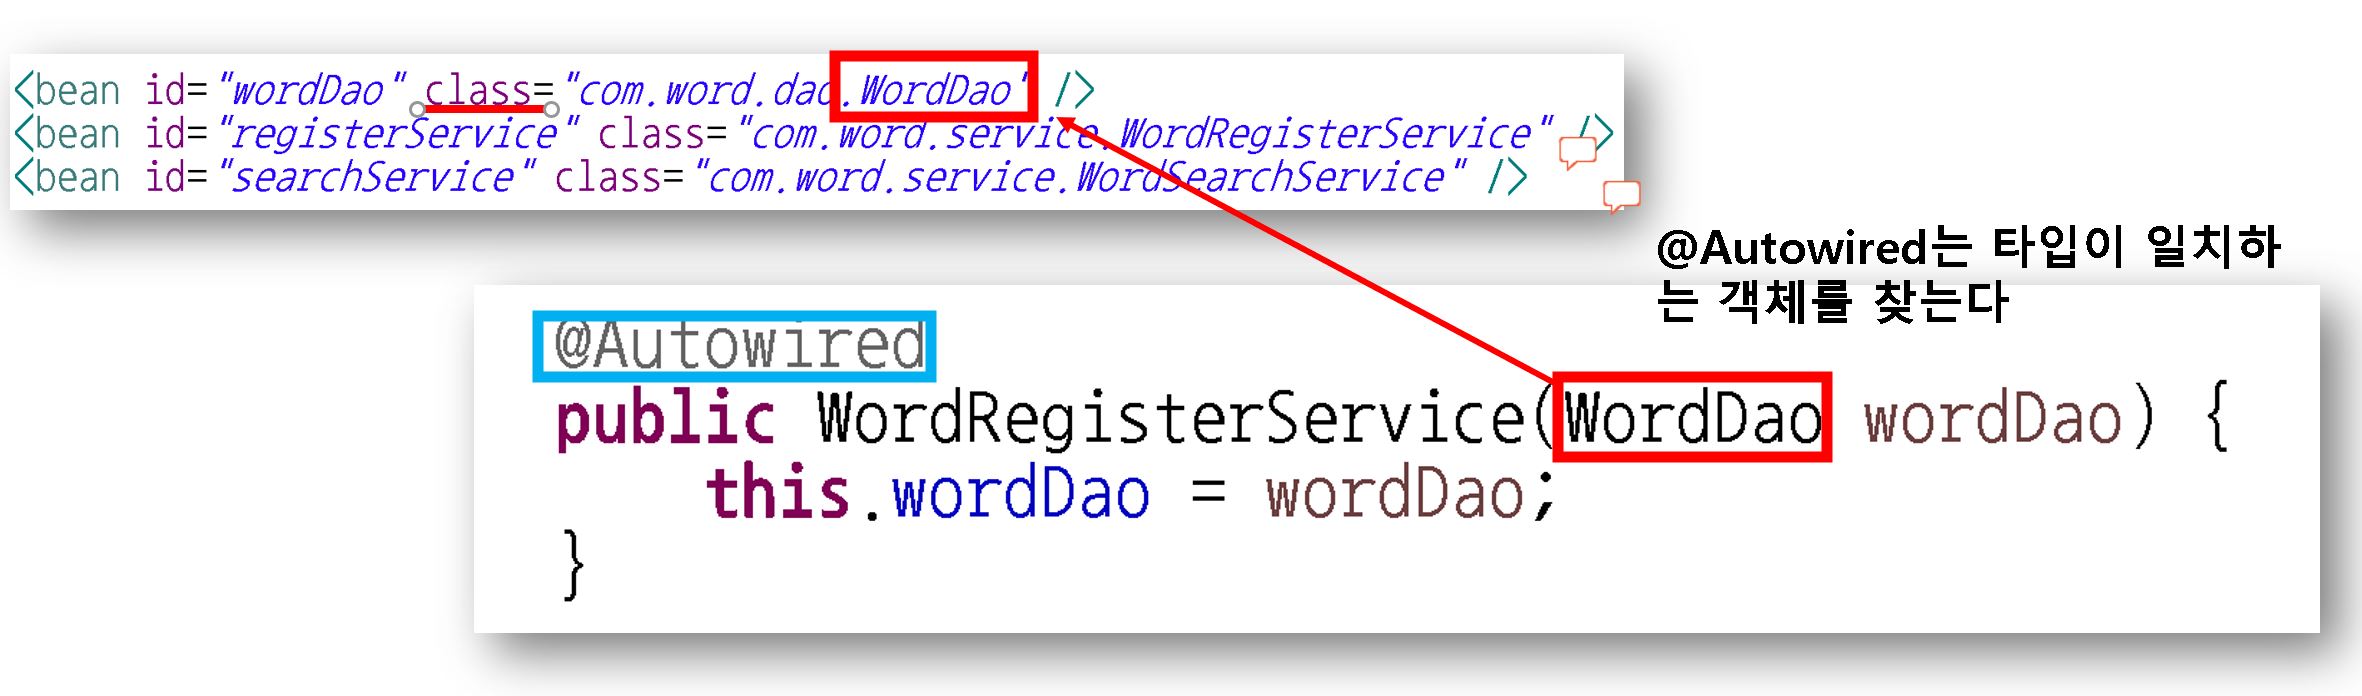 <bean id="wordDao" class="com.word.dao.WordDao" />
<bean id="registerService" class="com.word.service.WordRegisterService" />
<bean id="searchService" class="com.word.service.WordSearchService" />
@Autowired는 타입이 일치하
는 객체를 찾는다
@Autowired
public WordRegisterService(WordDao wordDao) {
this.wordDao = wordDao;
}